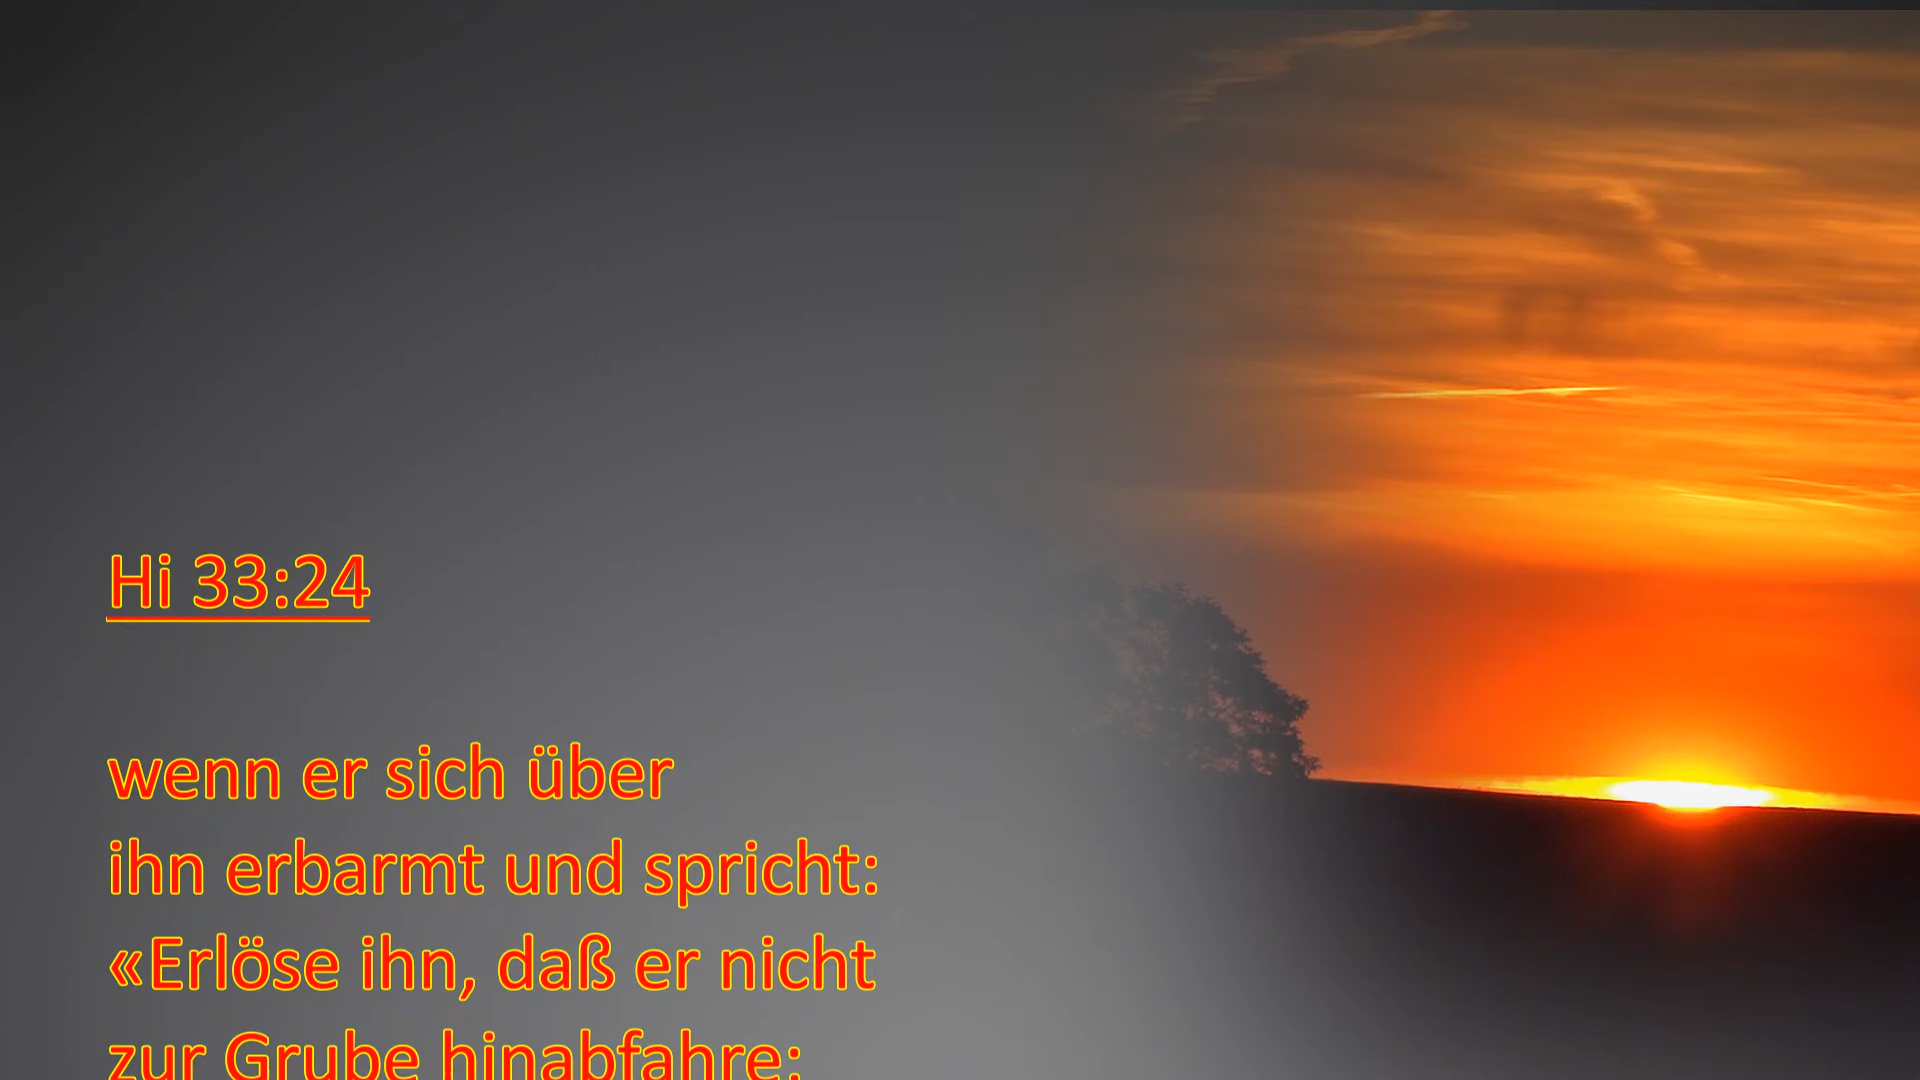 Hi 33:24
wenn er sich über
ihn erbarmt und spricht:
«Erlöse ihn, daß er nicht
zur Grube hinabfahre;